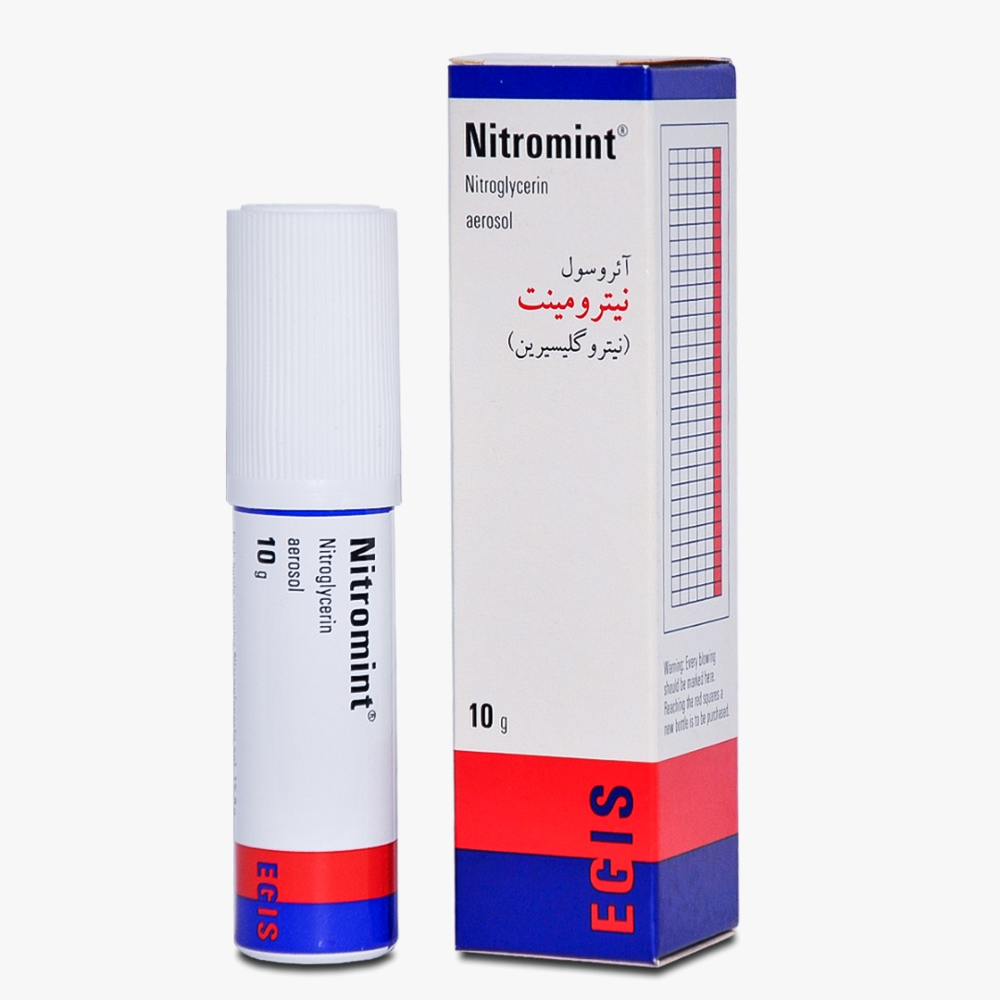 Nitromint®
Nitroglycerin
aerosol
آئروسول
نیترومینت
(نیتروگلیسیرین)
10 g
EGIS
Warning: Every blowing
should be marked here.
Reaching the red squares a
new bottle is to be purchased.
Nitromint®
Nitroglycerin
aerosol
10 g
EGIS